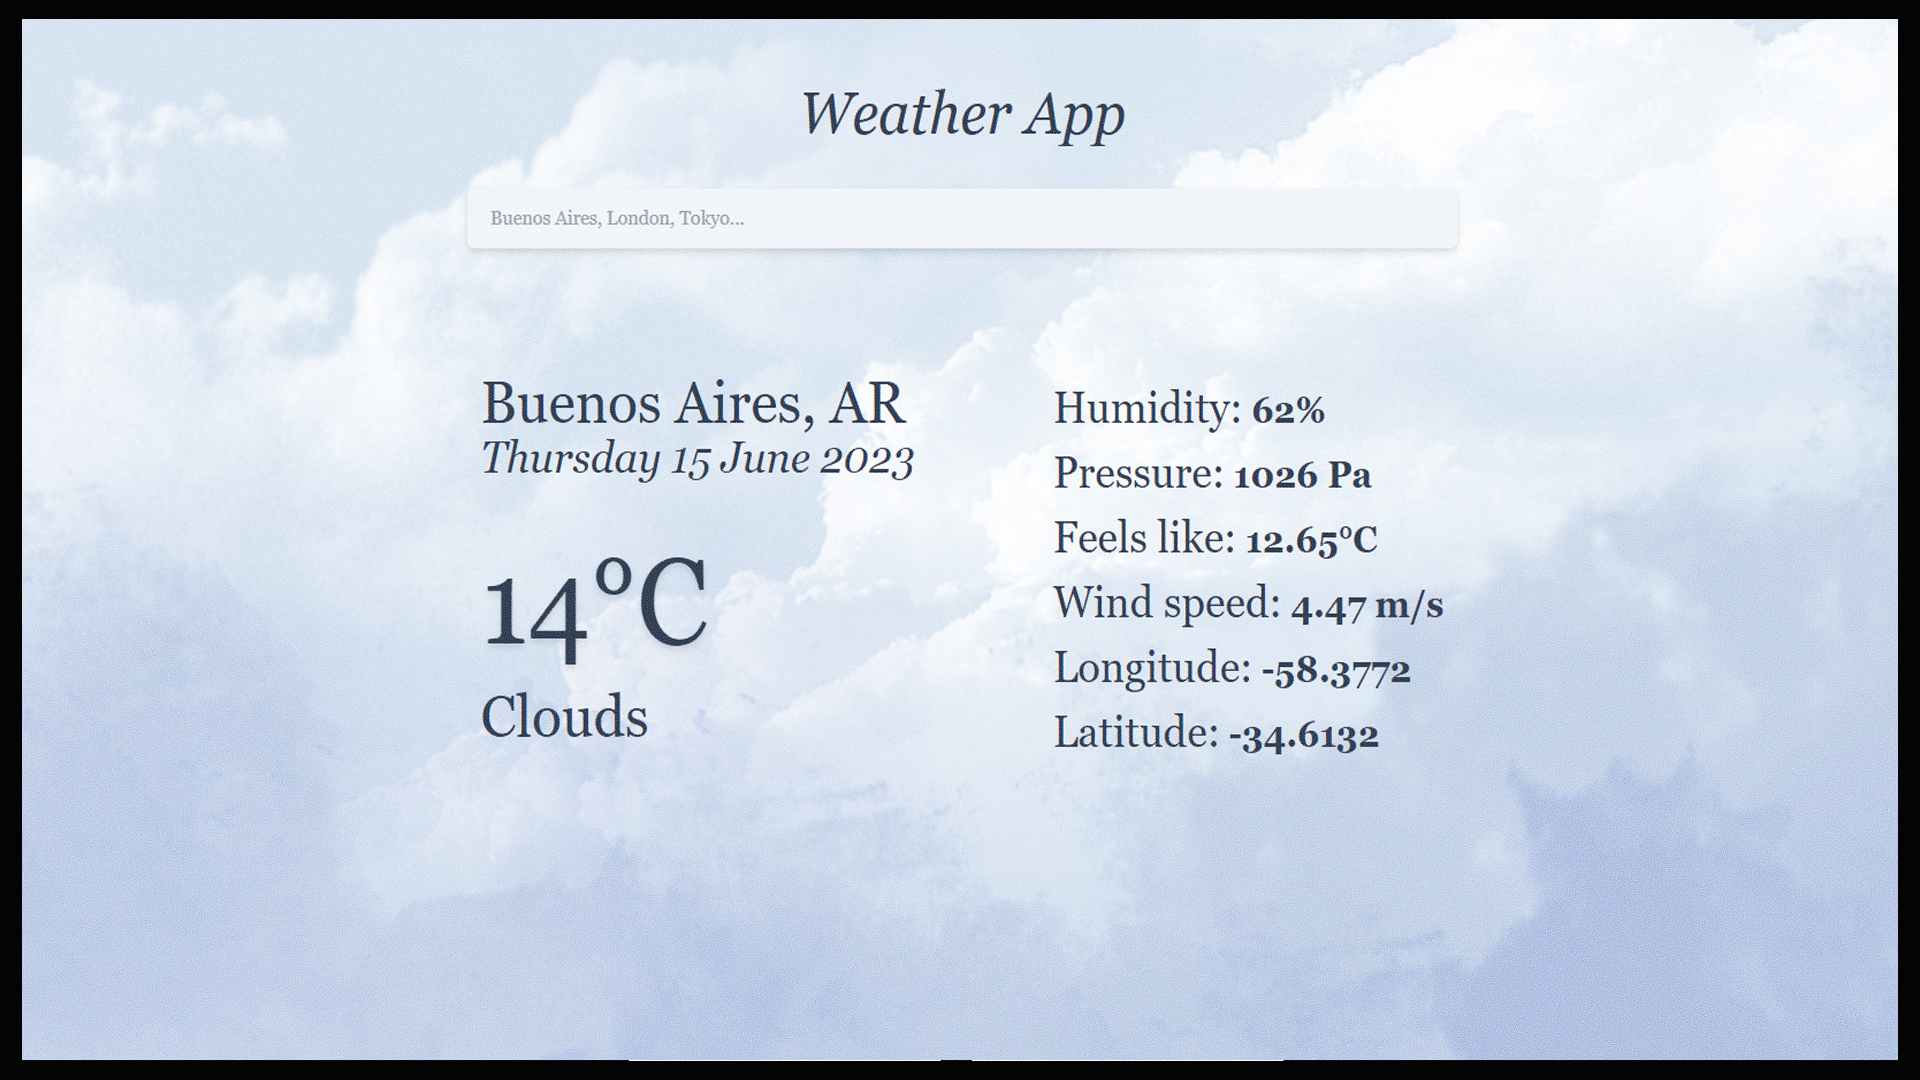 Weather App
Buenos Aires, London, Tokyo...
Buenos Aires, AR
Thursday 15 June 2023
14°C
Clouds
Humidity: 62%
Pressure: 1026 Pa
Feels like: 12.65°C
Wind speed: 4.47 m/s
Longitude: -58.3772
Latitude: -34.6132